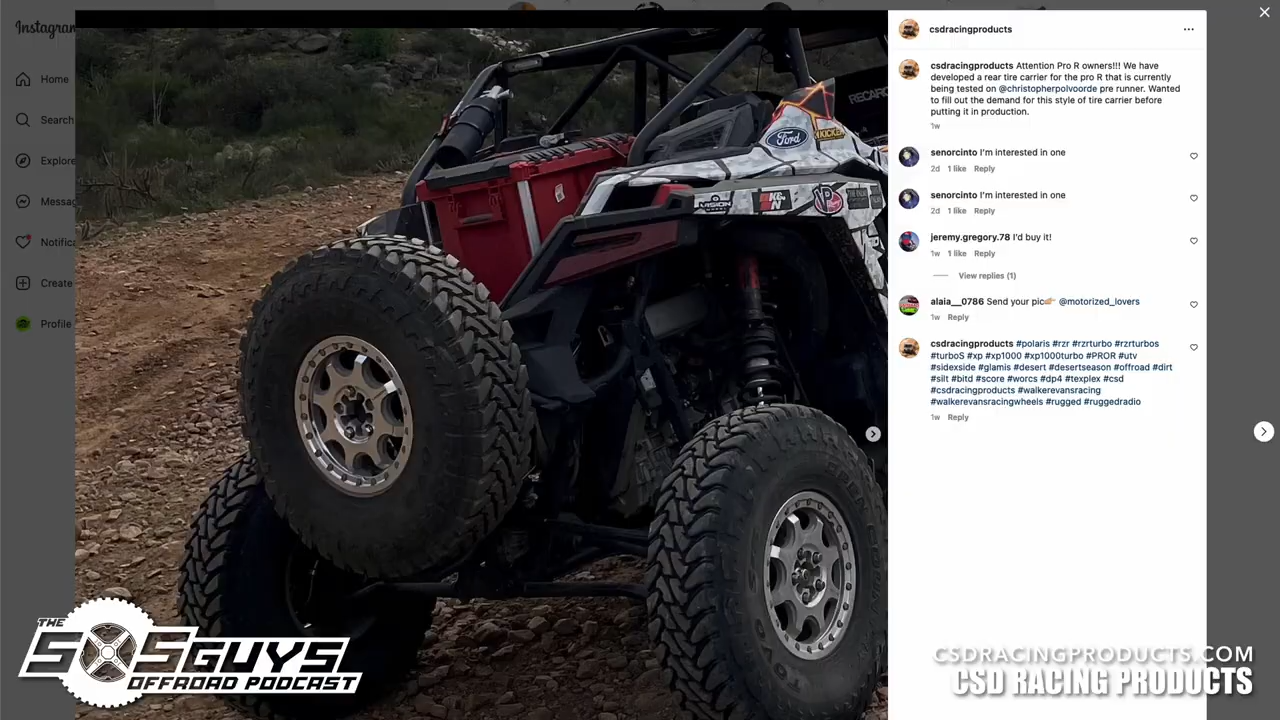 Instagram
Home
Search
Explore
Messa
Notifica
Create
Profile
RECARO
Ford
KICKER
VISION
K&N
VP
csdracingproducts
csdracingproducts Attention Pro R owners!!! We have
developed a rear tire carrier for the pro R that is currently
being tested on @christopherpolvoorde pre runner. Wanted
to fill out the demand for this style of tire carrier before
putting it in production.
1w
senorcinto I'm interested in one
2d 1 like Reply
senorcinto I'm interested in one
2d 1 like Reply
jeremy.gregory.78 I'd buy it!
1w 1 like Reply
View replies (1)
alaia__0786 Send your pic👉 @motorized_lovers
1w Reply
csdracingproducts #polaris #rzr #rzrturbo #rzrturbos
#turboS #xp #xp1000 #xp1000turbo #PROR #utv
#sidexside #glamis #desert #desertseason #offroad #dirt
#silt #bitd #score #worcs #dp4 #texplex #csd
#csdracingproducts #walkerevansracing
#walkerevansracingwheels #rugged #ruggedradio
1w Reply
THE
SXSGUYS
OFFROAD PODCAST
CSDRACINGPRODUCTS.COM
CSD RACING PRODUCTS